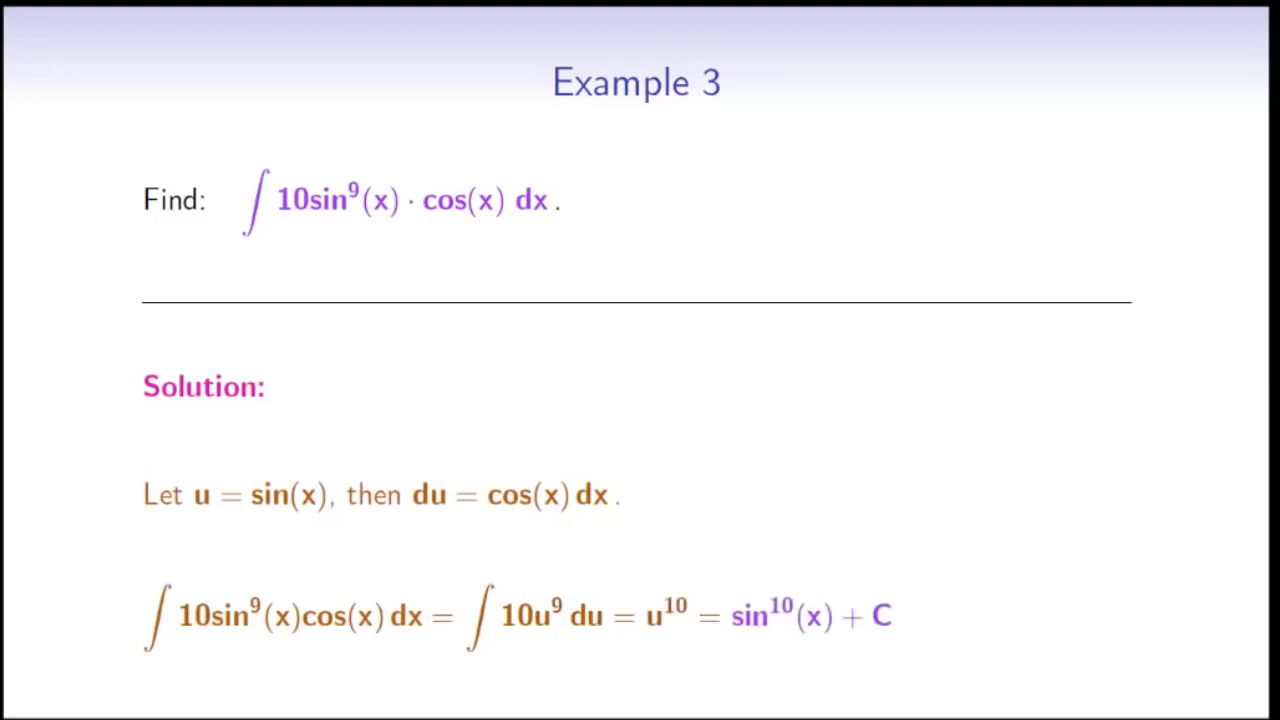 Example 3
Find: ∫ 10sin⁹(x) · cos(x) dx .
Solution:
Let u = sin(x), then du = cos(x) dx .
∫ 10sin⁹(x)cos(x) dx = ∫ 10u⁹ du = u¹⁰ = sin¹⁰(x) + C